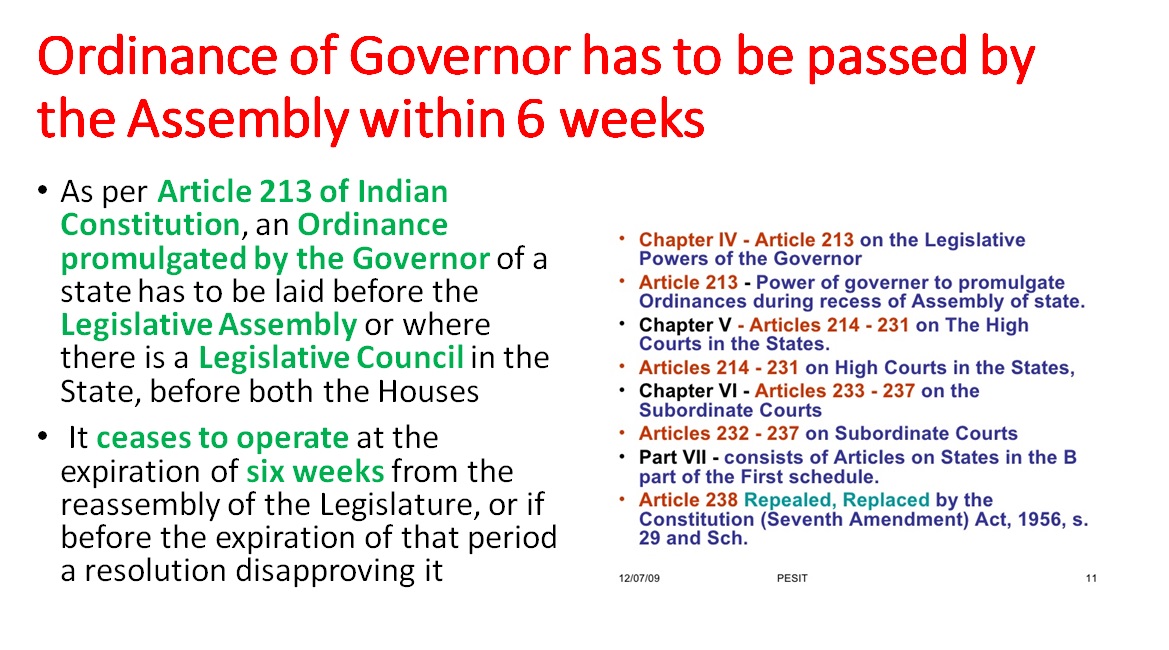 Ordinance of Governor has to be passed by
the Assembly within 6 weeks
• As per Article 213 of Indian
Constitution, an Ordinance
promulgated by the Governor of a
state has to be laid before the
Legislative Assembly or where
there is a Legislative Council in the
State, before both the Houses
• It ceases to operate at the
expiration of six weeks from the
reassembly of the Legislature, or if
before the expiration of that period
a resolution disapproving it
• Chapter IV - Article 213 on the Legislative
Powers of the Governor
• Article 213 - Power of governor to promulgate
Ordinances during recess of Assembly of state.
• Chapter V - Articles 214 - 231 on The High
Courts in the States.
• Articles 214 - 231 on High Courts in the States,
• Chapter VI - Articles 233 - 237 on the
Subordinate Courts
• Articles 232 - 237 on Subordinate Courts
• Part VII - consists of Articles on States in the B
part of the First schedule.
• Article 238 Repealed, Replaced by the
Constitution (Seventh Amendment) Act, 1956, s.
29 and Sch.
12/07/09 PESIT 11